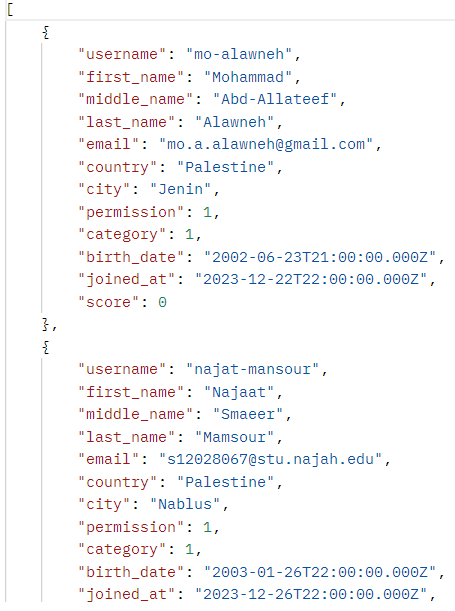 [
{
"username": "mo-alawneh",
"first_name": "Mohammad",
"middle_name": "Abd-Allateef",
"last_name": "Alawneh",
"email": "mo.a.alawneh@gmail.com",
"country": "Palestine",
"city": "Jenin",
"permission": 1,
"category": 1,
"birth_date": "2002-06-23T21:00:00.000Z",
"joined_at": "2023-12-22T22:00:00.000Z",
"score": 0
},
{
"username": "najat-mansour",
"first_name": "Najaat",
"middle_name": "Smaeer",
"last_name": "Mamsour",
"email": "s12028067@stu.najah.edu",
"country": "Palestine",
"city": "Nablus",
"permission": 1,
"category": 1,
"birth_date": "2003-01-26T22:00:00.000Z",
"joined_at": "2023-12-26T22:00:00.000Z",